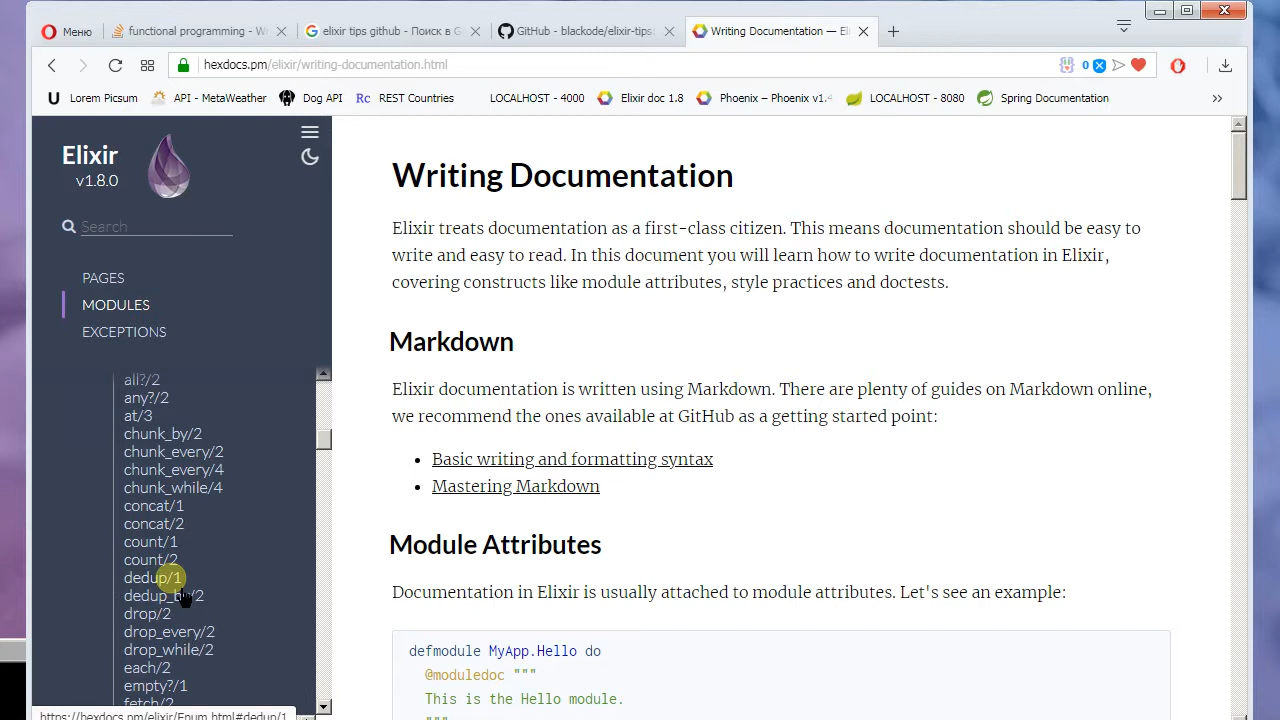 Меню
functional programming - W
elixir tips github - Поиск в G
GitHub - blackode/elixir-tips
Writing Documentation — Eli
hexdocs.pm/elixir/writing-documentation.html
0
Lorem Picsum
API - MetaWeather
Dog API
Rc REST Countries
LOCALHOST - 4000
Elixir doc 1.8
Phoenix – Phoenix v1.4
LOCALHOST - 8080
Spring Documentation
»
Elixir
v1.8.0
Search
PAGES
MODULES
EXCEPTIONS
all?/2
any?/2
at/3
chunk_by/2
chunk_every/2
chunk_every/4
chunk_while/4
concat/1
concat/2
count/1
count/2
dedup/1
dedup_by/2
drop/2
drop_every/2
drop_while/2
each/2
empty?/1
fetch/2
https://hexdocs.pm/elixir/Enum.html#dedup/1
Writing Documentation
Elixir treats documentation as a first-class citizen. This means documentation should be easy to
write and easy to read. In this document you will learn how to write documentation in Elixir,
covering constructs like module attributes, style practices and doctests.
Markdown
Elixir documentation is written using Markdown. There are plenty of guides on Markdown online,
we recommend the ones available at GitHub as a getting started point:
• Basic writing and formatting syntax
• Mastering Markdown
Module Attributes
Documentation in Elixir is usually attached to module attributes. Let's see an example:
defmodule MyApp.Hello do
@moduledoc """
This is the Hello module.
"""